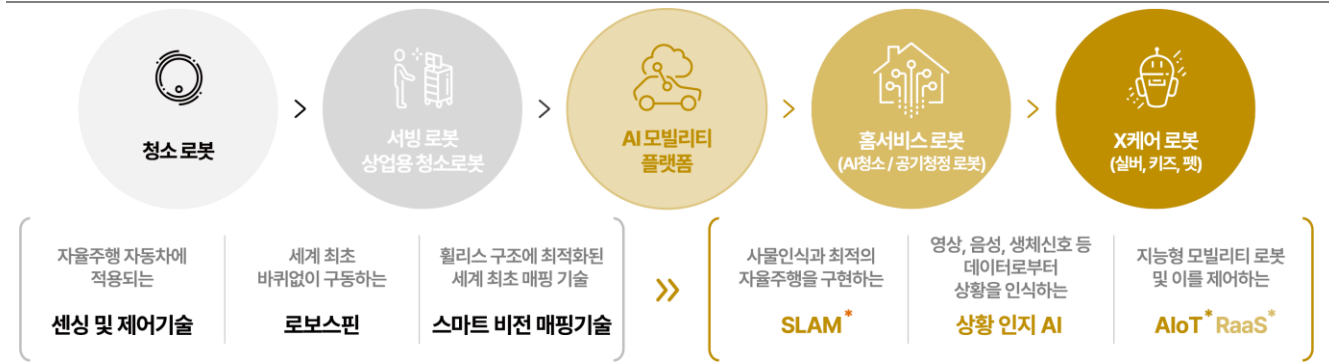 청소 로봇
서빙 로봇
상업용 청소로봇
AI 모빌리티
플랫폼
홈서비스 로봇
(AI청소 / 공기청정 로봇)
X케어 로봇
(실버, 키즈, 펫)
자율주행 자동차에
적용되는
센싱 및 제어기술
세계 최초
바퀴없이 구동하는
로보스핀
휠리스 구조에 최적화된
세계 최초 매핑 기술
스마트 비전 매핑기술
사물인식과 최적의
자율주행을 구현하는
SLAM*
영상, 음성, 생체신호 등
데이터로부터
상황을 인식하는
상황 인지 AI
지능형 모빌리티 로봇
및 이를 제어하는
AIoT* RaaS*